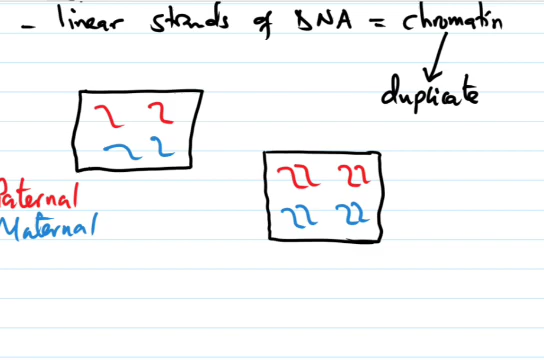 - linear strands of DNA = chromatin
duplicate
Paternal
Maternal